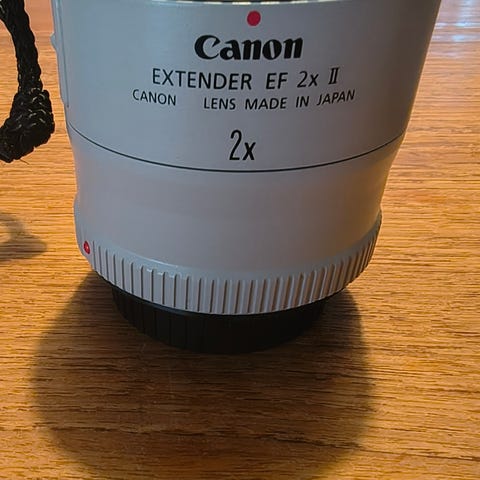 Canon
EXTENDER EF 2x II
CANON LENS MADE IN JAPAN
2x